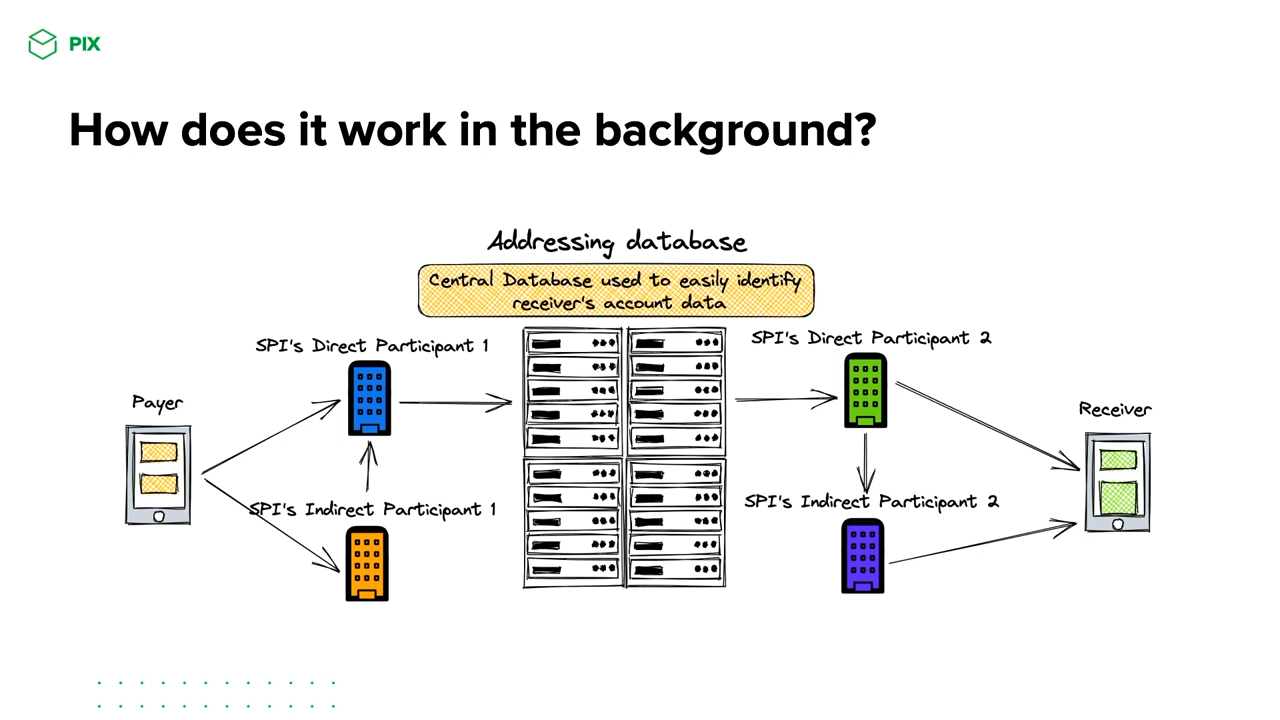 PIX
How does it work in the background?
Addressing database
Central Database used to easily identify
receiver's account data
SPI's Direct Participant 1
SPI's Direct Participant 2
Payer
Receiver
SPI's Indirect Participant 1
SPI's Indirect Participant 2